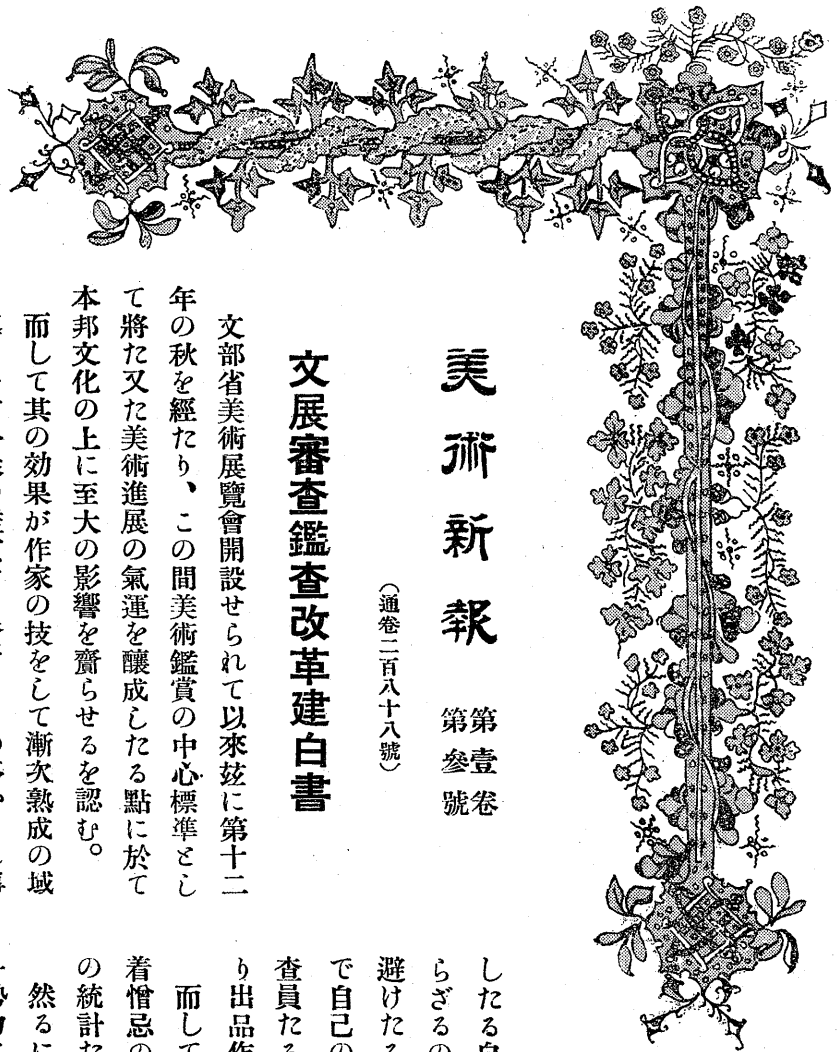 美術新報
第壹卷
第參號
(通卷二百八十八號)
文展審査鑑査改革建白書
文部省美術展覽會開設せられて以來玆に第十二
年の秋を經たり、この間美術鑑賞の中心標準とし
て將た又た美術進展の氣運を釀成したる點に於て
本邦文化の上に至大の影響を齎らせるを認む。
而して其の効果が作家の技をして漸次熟成の域
したる
らざるの
避けたる
で自己の
査員たる
り出品作
而して
着憎忌の
の統計た
然るに